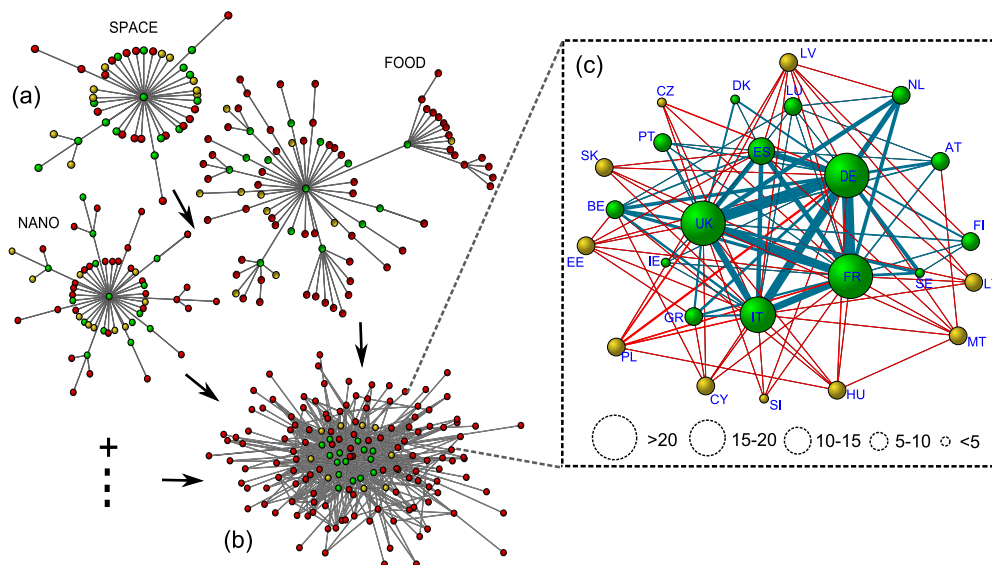 SPACE
(a)
FOOD
NANO
(b)
(c)
LV
CZ
DK
LU
NL
PT
ES
AT
SK
DE
BE
UK
FI
EE
IE
FR
SE
GR
IT
MT
PL
CY
SI
HU
>20
15-20
10-15
5-10
<5